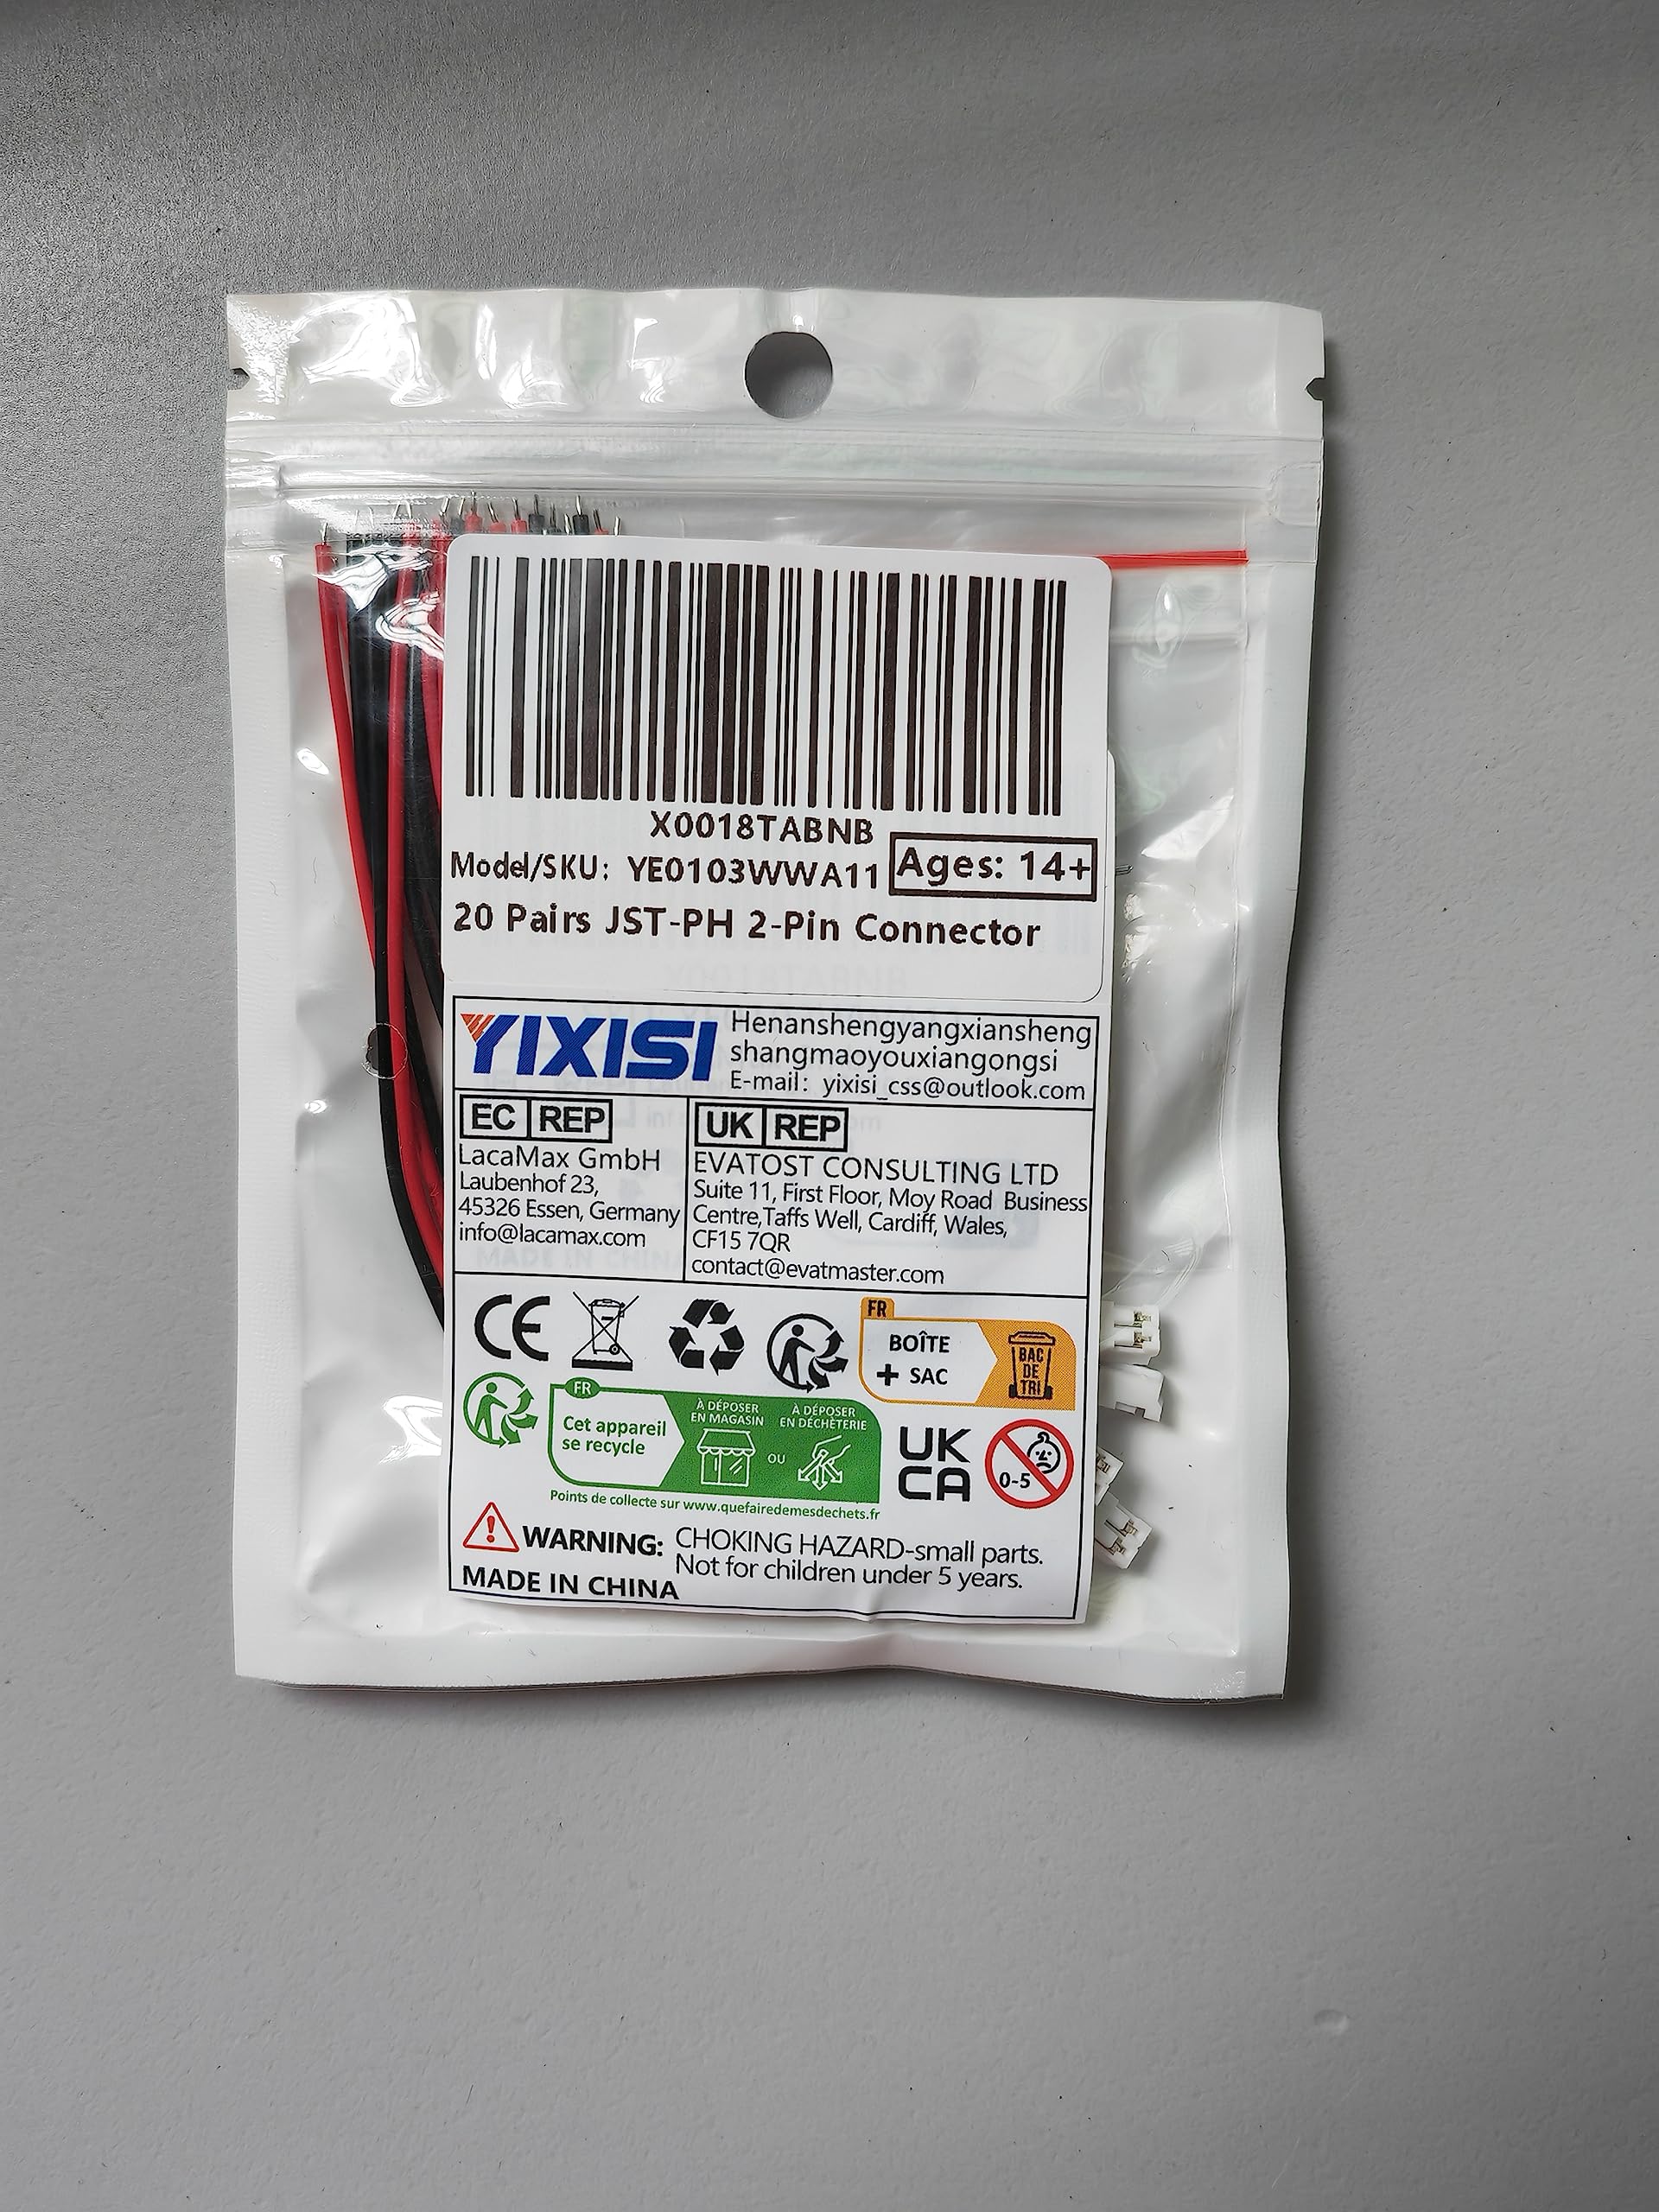 X0018TABNB
Model/SKU: YE0103WWA11
Ages: 14+
20 Pairs JST-PH 2-Pin Connector
YIXISI
Henanshengyangxiansheng
shangmaoyouxiangongsi
E-mail: yixisi_css@outlook.com
EC REP
LacaMax GmbH
Laubenhof 23,
45326 Essen, Germany
info@lacamax.com
UK REP
EVATOST CONSULTING LTD
Suite 11, First Floor, Moy Road Business
Centre,Taffs Well, Cardiff, Wales,
CF15 7QR
contact@evatmaster.com
CE
FR
BOÎTE
+ SAC
BAC
DE
TRI
FR
Cet appareil
se recycle
À DÉPOSER
EN MAGASIN
OU
À DÉPOSER
EN DÉCHÈTERIE
Points de collecte sur www.quefairedemesdechets.fr
UK
CA
0-5
WARNING: CHOKING HAZARD-small parts.
Not for children under 5 years.
MADE IN CHINA